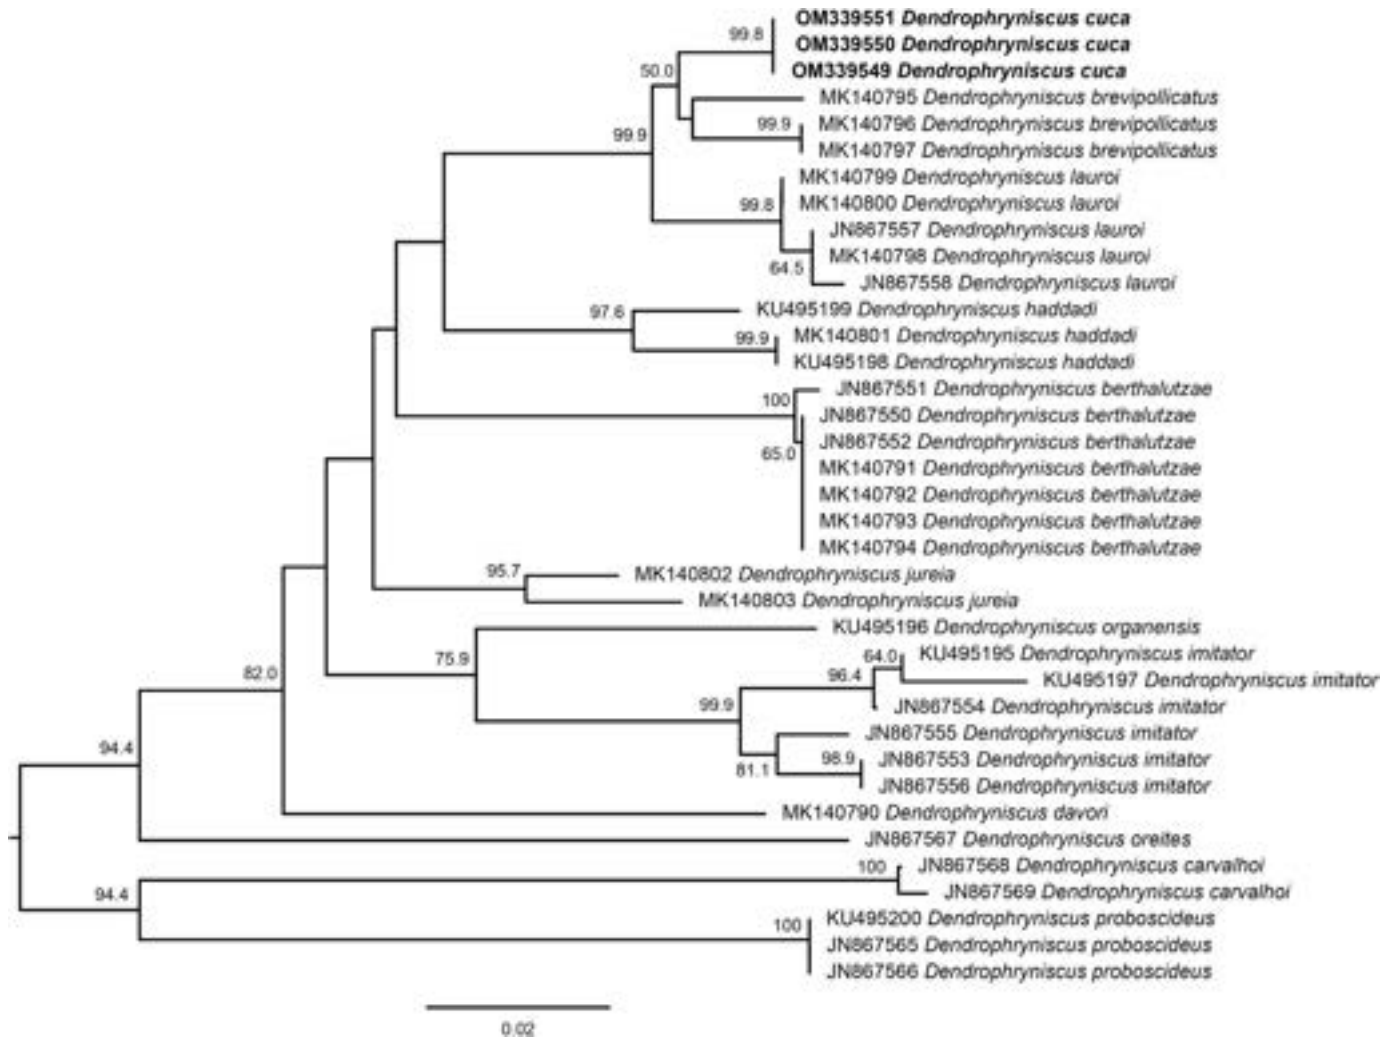 OM339551 Dendrophryniscus cuca
99.8
OM339550 Dendrophryniscus cuca
50.0
OM339549 Dendrophryniscus cuca
MK140795 Dendrophryniscus brevipollicatus
99.9
MK140796 Dendrophryniscus brevipollicatus
99.9
MK140797 Dendrophryniscus brevipollicatus
MK140799 Dendrophryniscus lauroi
99.8
MK140800 Dendrophryniscus lauroi
JN867557 Dendrophryniscus lauroi
MK140798 Dendrophryniscus lauroi
64.5
JN867558 Dendrophryniscus lauroi
97.6
KU495199 Dendrophryniscus haddadi
99.9
MK140801 Dendrophryniscus haddadi
KU495198 Dendrophryniscus haddadi
JN867551 Dendrophryniscus berthalutzae
100
JN867550 Dendrophryniscus berthalutzae
JN867552 Dendrophryniscus berthalutzae
65.0
MK140791 Dendrophryniscus berthalutzae
MK140792 Dendrophryniscus berthalutzae
MK140793 Dendrophryniscus berthalutzae
MK140794 Dendrophryniscus berthalutzae
95.7
MK140802 Dendrophryniscus jureia
MK140803 Dendrophryniscus jureia
KU495196 Dendrophryniscus organensis
75.9
64.0
KU495195 Dendrophryniscus imitator
82.0
96.4
KU495197 Dendrophryniscus imitator
99.9
JN867554 Dendrophryniscus imitator
JN867555 Dendrophryniscus imitator
94.4
98.9
JN867553 Dendrophryniscus imitator
81.1
JN867556 Dendrophryniscus imitator
MK140790 Dendrophryniscus davori
JN867567 Dendrophryniscus oreites
100
JN867568 Dendrophryniscus carvalhoi
94.4
JN867569 Dendrophryniscus carvalhoi
100
KU495200 Dendrophryniscus proboscideus
JN867565 Dendrophryniscus proboscideus
JN867566 Dendrophryniscus proboscideus
0.02